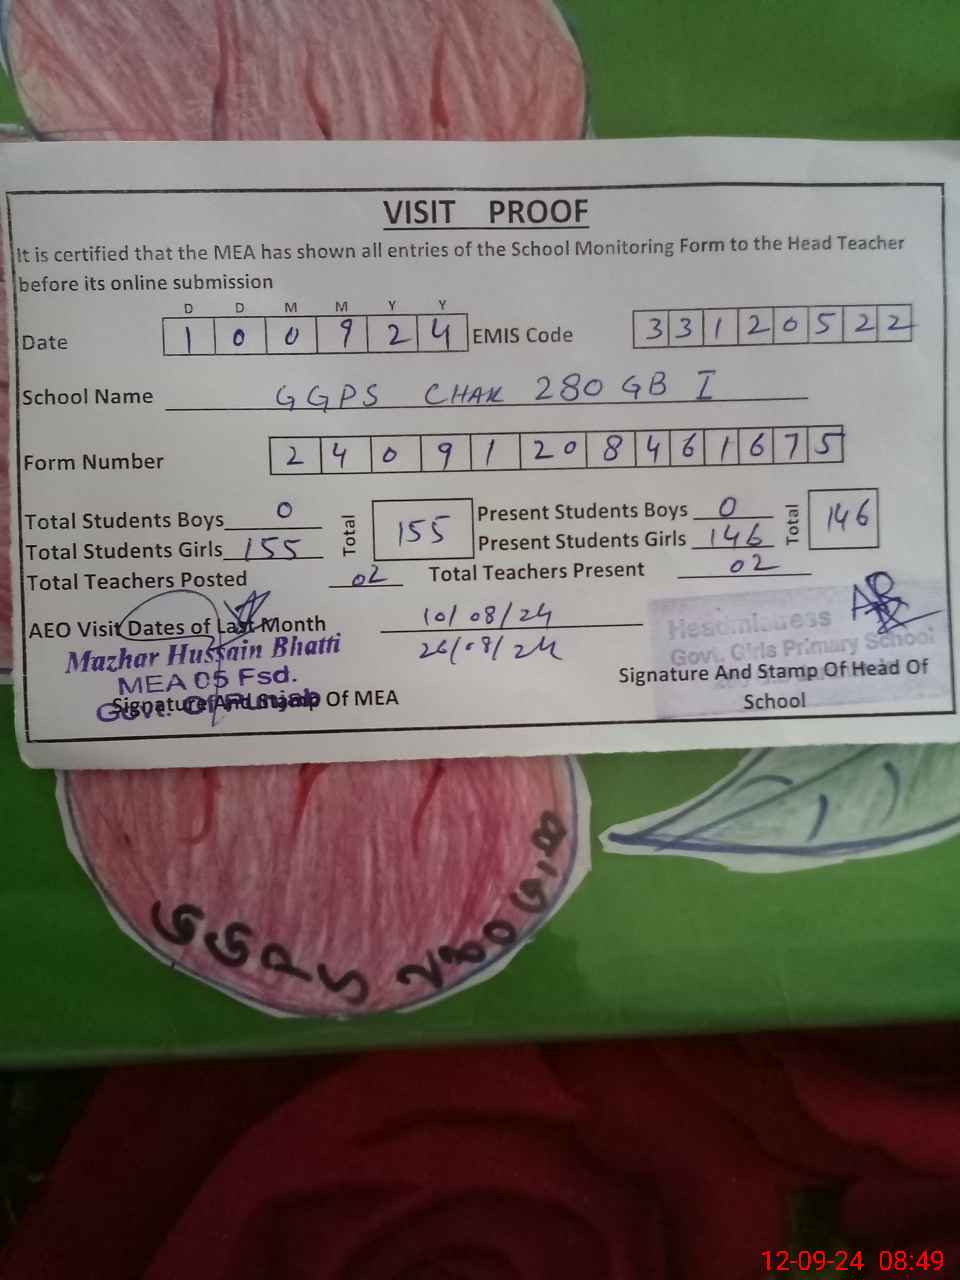 VISIT PROOF
It is certified that the MEA has shown all entries of the School Monitoring Form to the Head Teacher
before its online submission
D D M M Y Y
Date 1 0 0 9 2 4 EMIS Code 3 3 1 2 0 5 2 2
School Name GGPS CHAK 280 GB I
Form Number 2 4 0 9 1 2 0 8 4 6 1 6 7 5
Total Students Boys 0 Total 155 Present Students Boys 0 Total 146
Total Students Girls 155 Present Students Girls 146
Total Teachers Posted 02 Total Teachers Present 02
AEO Visit Dates of Last Month 10/08/24
26/08/24
Mazhar Hussain Bhatti
MEA 05 Fsd.
Govt. Of Punjab
Signature And Stamp Of MEA
Headmistress
Govt. Girls Primary School
Signature And Stamp Of Head Of
School
GGPS 280 G.B
12-09-24 08:49